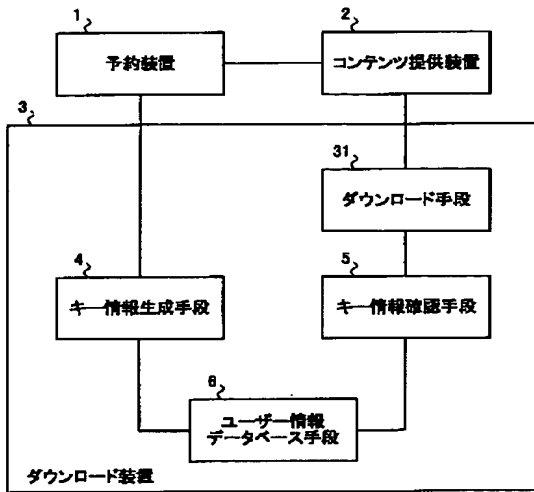 1
予約装置
2
コンテンツ提供装置
3
31
ダウンロード手段
4
キー情報生成手段
5
キー情報確認手段
6
ユーザー情報
データベース手段
ダウンロード装置